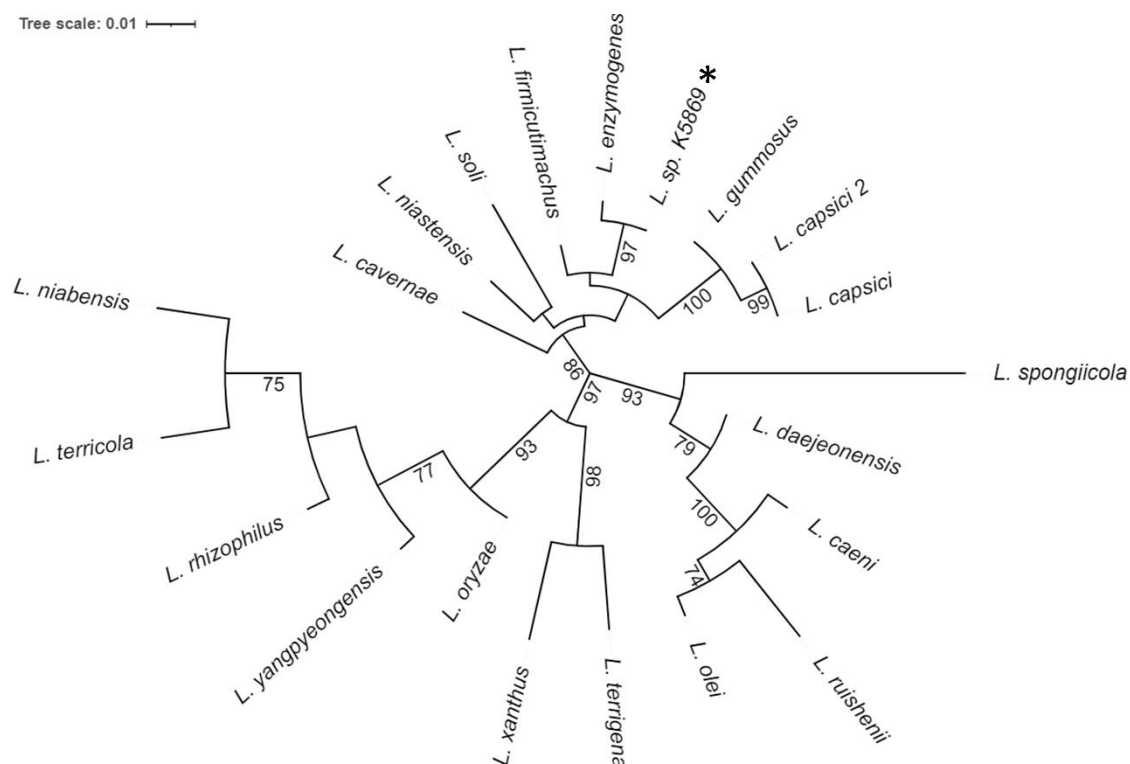 Tree scale: 0.01
L. firmicutimachus
L. enzymogenes
L. sp. K5869 *
L. gummosus
L. capsici 2
L. capsici
L. soli
L. niastensis
L. cavernae
L. niabensis
L. terricola
L. rhizophilus
L. yangpyeongensis
L. oryzae
L. xanthus
L. terrigena
L. olei
L. ruishenii
L. caeni
L. daejeonensis
L. spongiicola
97
100
99
86
97
93
75
79
93
77
98
100
74